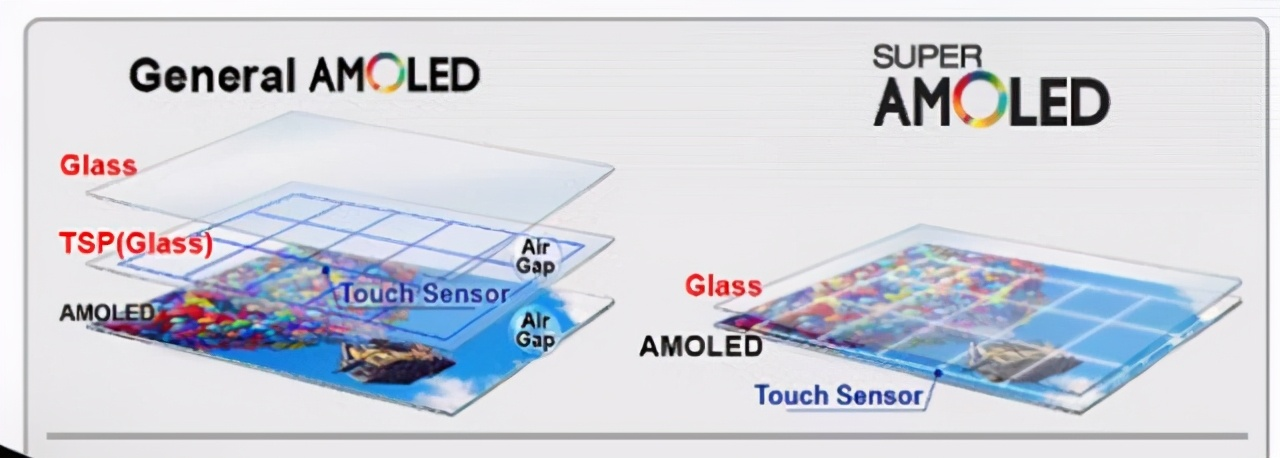 General AMOLED
Glass
TSP(Glass)
Air
Gap
Touch Sensor
AMOLED
Air
Gap
SUPER
AMOLED
Glass
AMOLED
Touch Sensor